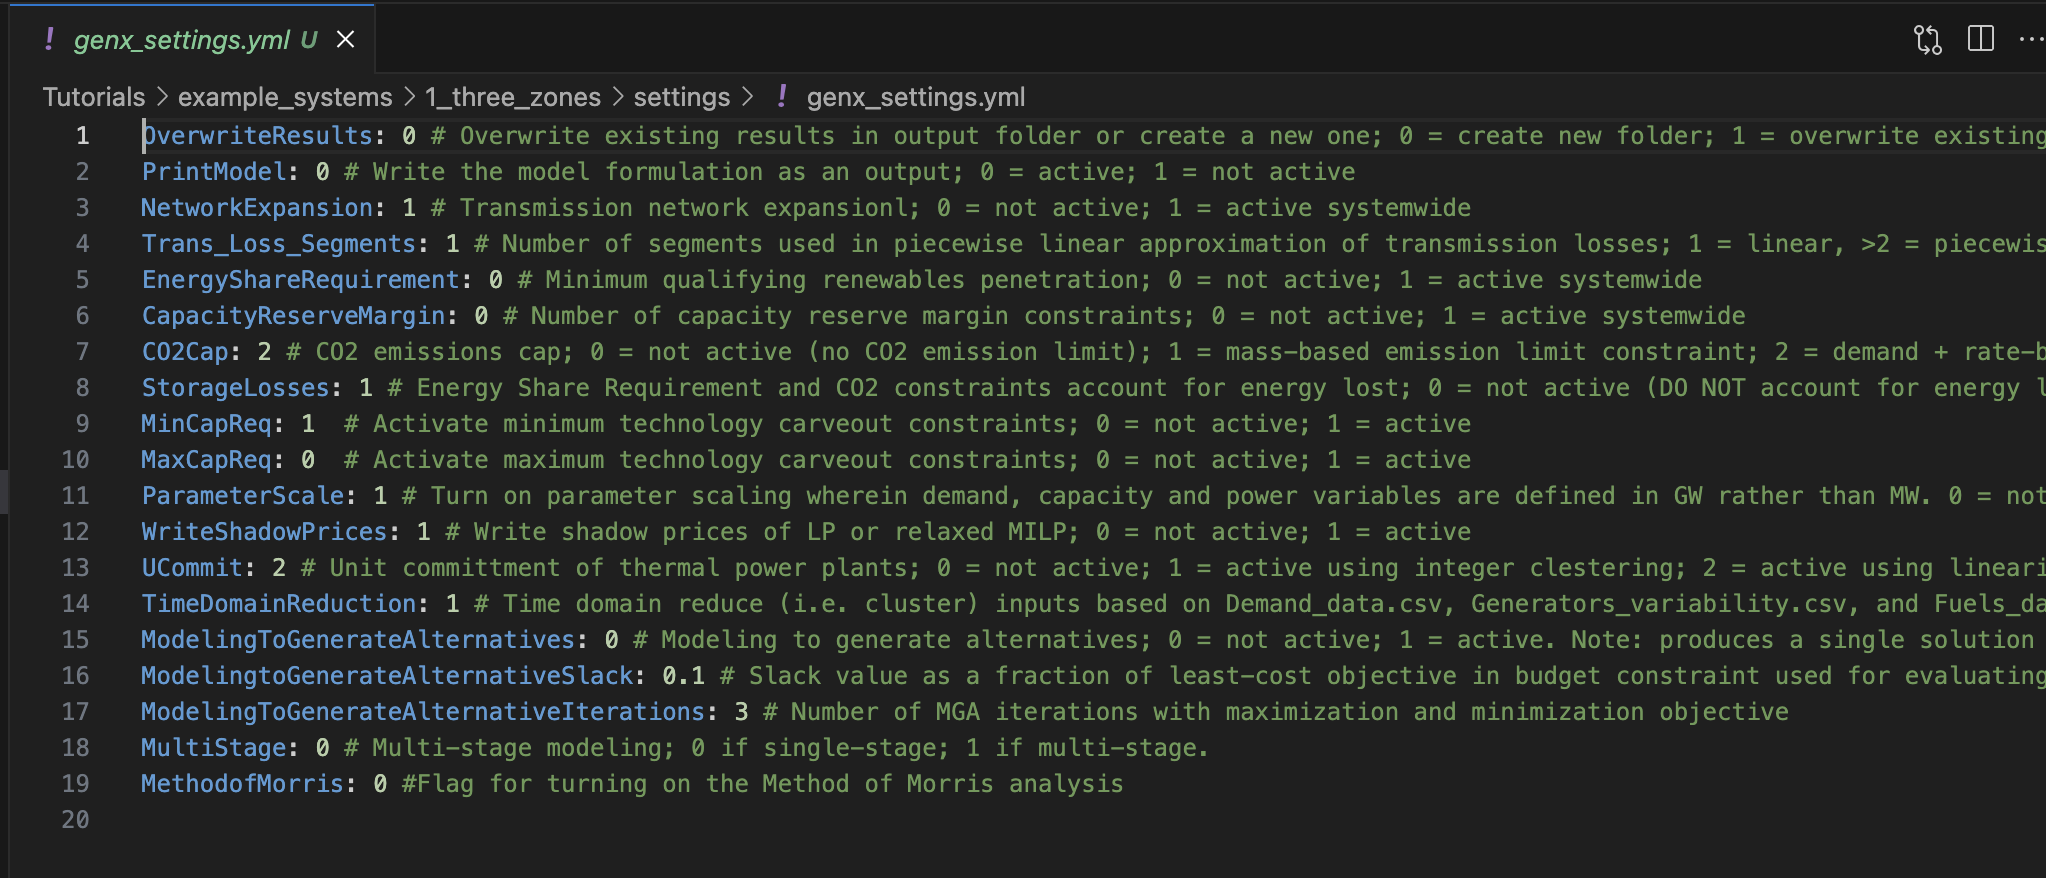 ! genx_settings.yml U ×
Tutorials > example_systems > 1_three_zones > settings > ! genx_settings.yml
1 OverwriteResults: 0 # Overwrite existing results in output folder or create a new one; 0 = create new folder; 1 = overwrite existing
2 PrintModel: 0 # Write the model formulation as an output; 0 = active; 1 = not active
3 NetworkExpansion: 1 # Transmission network expansionl; 0 = not active; 1 = active systemwide
4 Trans_Loss_Segments: 1 # Number of segments used in piecewise linear approximation of transmission losses; 1 = linear, >2 = piecewis
5 EnergyShareRequirement: 0 # Minimum qualifying renewables penetration; 0 = not active; 1 = active systemwide
6 CapacityReserveMargin: 0 # Number of capacity reserve margin constraints; 0 = not active; 1 = active systemwide
7 CO2Cap: 2 # CO2 emissions cap; 0 = not active (no CO2 emission limit); 1 = mass-based emission limit constraint; 2 = demand + rate-b
8 StorageLosses: 1 # Energy Share Requirement and CO2 constraints account for energy lost; 0 = not active (DO NOT account for energy l
9 MinCapReq: 1  # Activate minimum technology carveout constraints; 0 = not active; 1 = active
10 MaxCapReq: 0  # Activate maximum technology carveout constraints; 0 = not active; 1 = active
11 ParameterScale: 1 # Turn on parameter scaling wherein demand, capacity and power variables are defined in GW rather than MW. 0 = not
12 WriteShadowPrices: 1 # Write shadow prices of LP or relaxed MILP; 0 = not active; 1 = active
13 UCommit: 2 # Unit committment of thermal power plants; 0 = not active; 1 = active using integer clestering; 2 = active using lineari
14 TimeDomainReduction: 1 # Time domain reduce (i.e. cluster) inputs based on Demand_data.csv, Generators_variability.csv, and Fuels_da
15 ModelingToGenerateAlternatives: 0 # Modeling to generate alternatives; 0 = not active; 1 = active. Note: produces a single solution
16 ModelingtoGenerateAlternativeSlack: 0.1 # Slack value as a fraction of least-cost objective in budget constraint used for evaluating
17 ModelingToGenerateAlternativeIterations: 3 # Number of MGA iterations with maximization and minimization objective
18 MultiStage: 0 # Multi-stage modeling; 0 if single-stage; 1 if multi-stage.
19 MethodofMorris: 0 #Flag for turning on the Method of Morris analysis
20